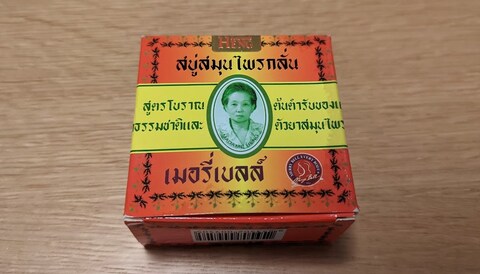 HENG
สบู่สมุนไพรกลั่น
สูตรโบราณ
ต้นตำรับของแ
ธรรมชาติและ
ตัวยาสมุนไพร
เมอรี่เบลล์